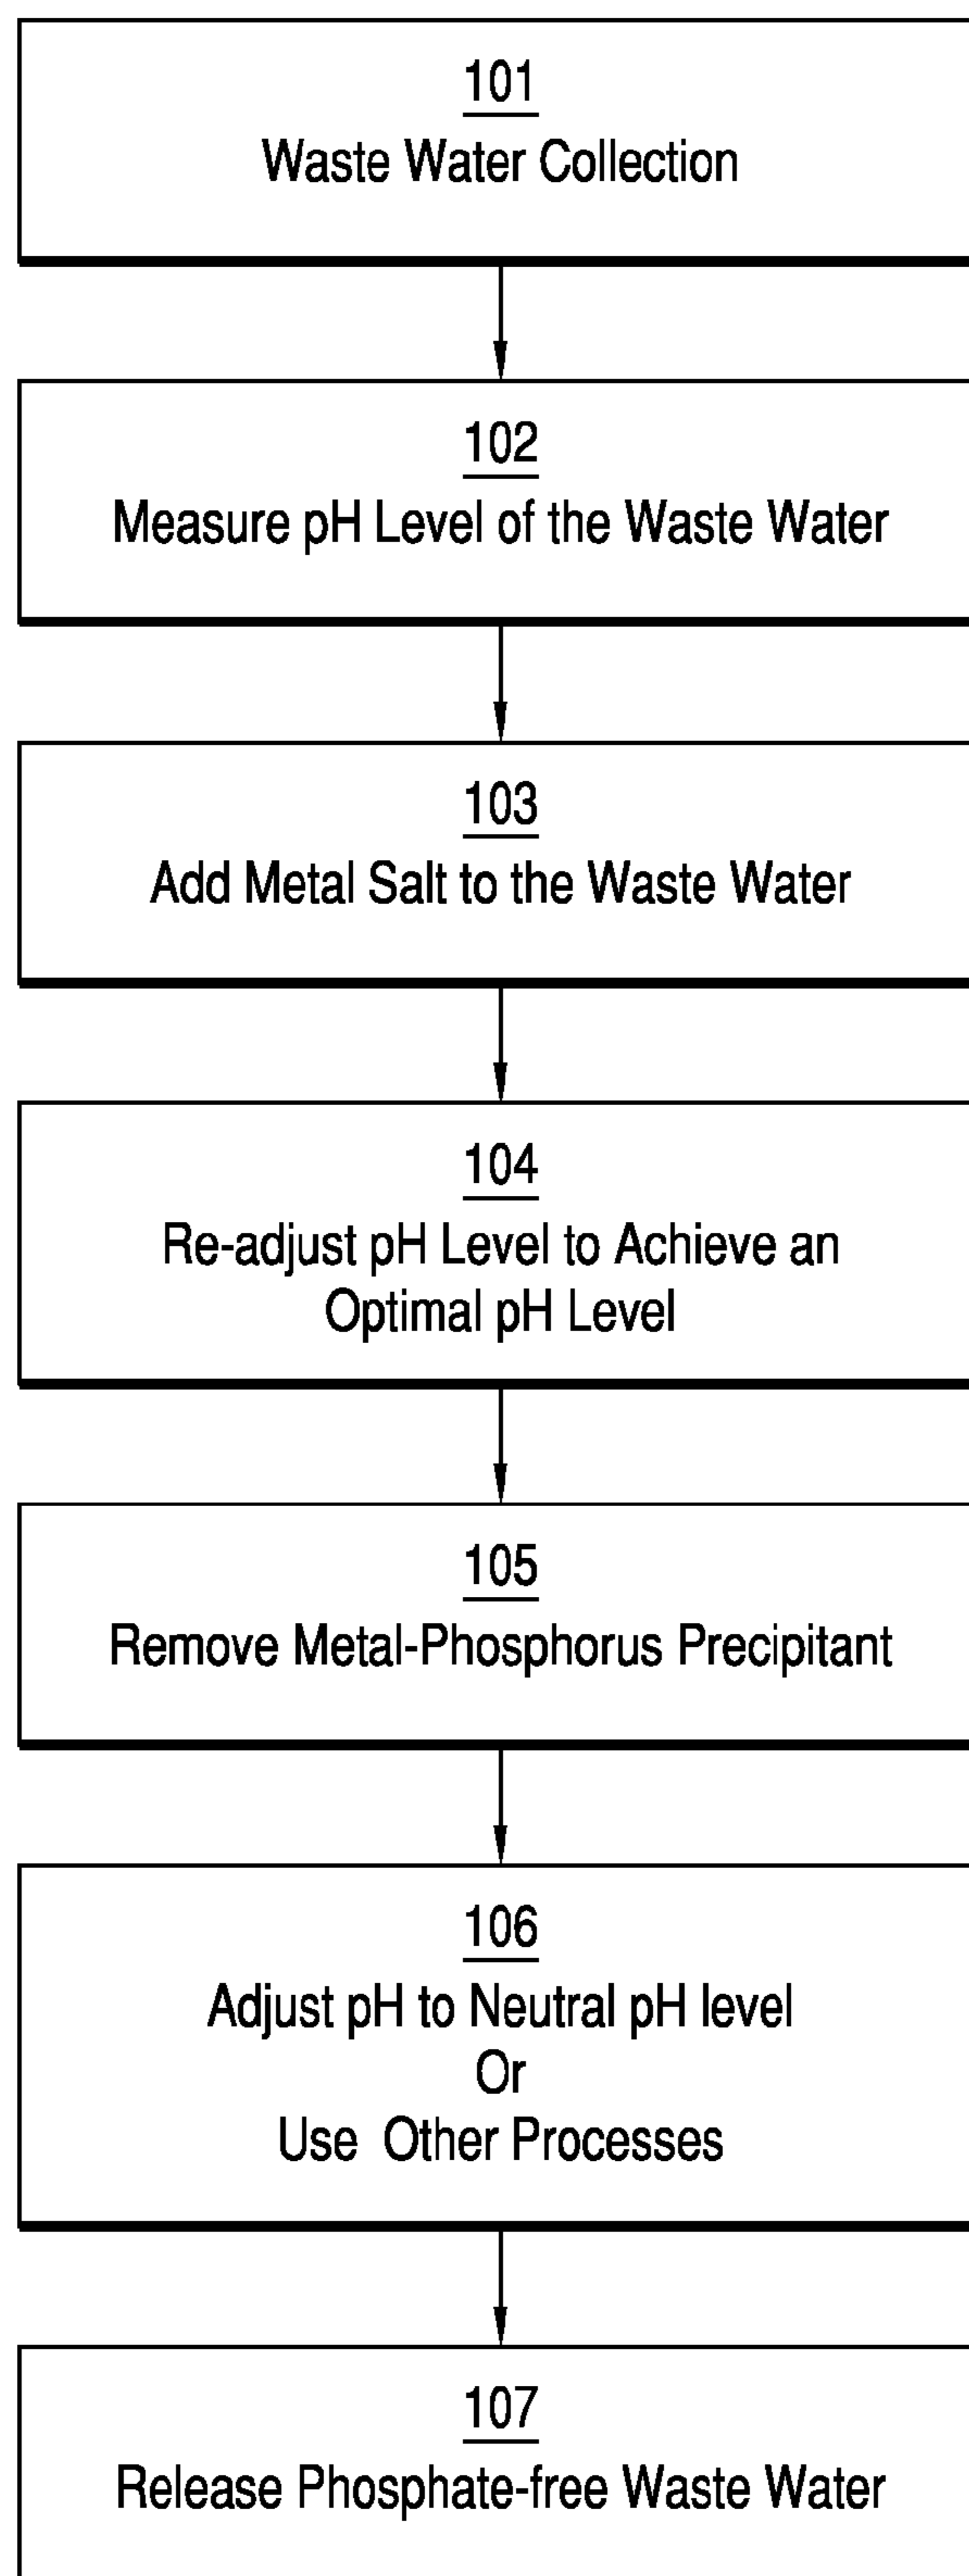 101
Waste Water Collection
102
Measure pH Level of the Waste Water
103
Add Metal Salt to the Waste Water
104
Re-adjust pH Level to Achieve an
Optimal pH Level
105
Remove Metal-Phosphorus Precipitant
106
Adjust pH to Neutral pH level
Or
Use Other Processes
107
Release Phosphate-free Waste Water